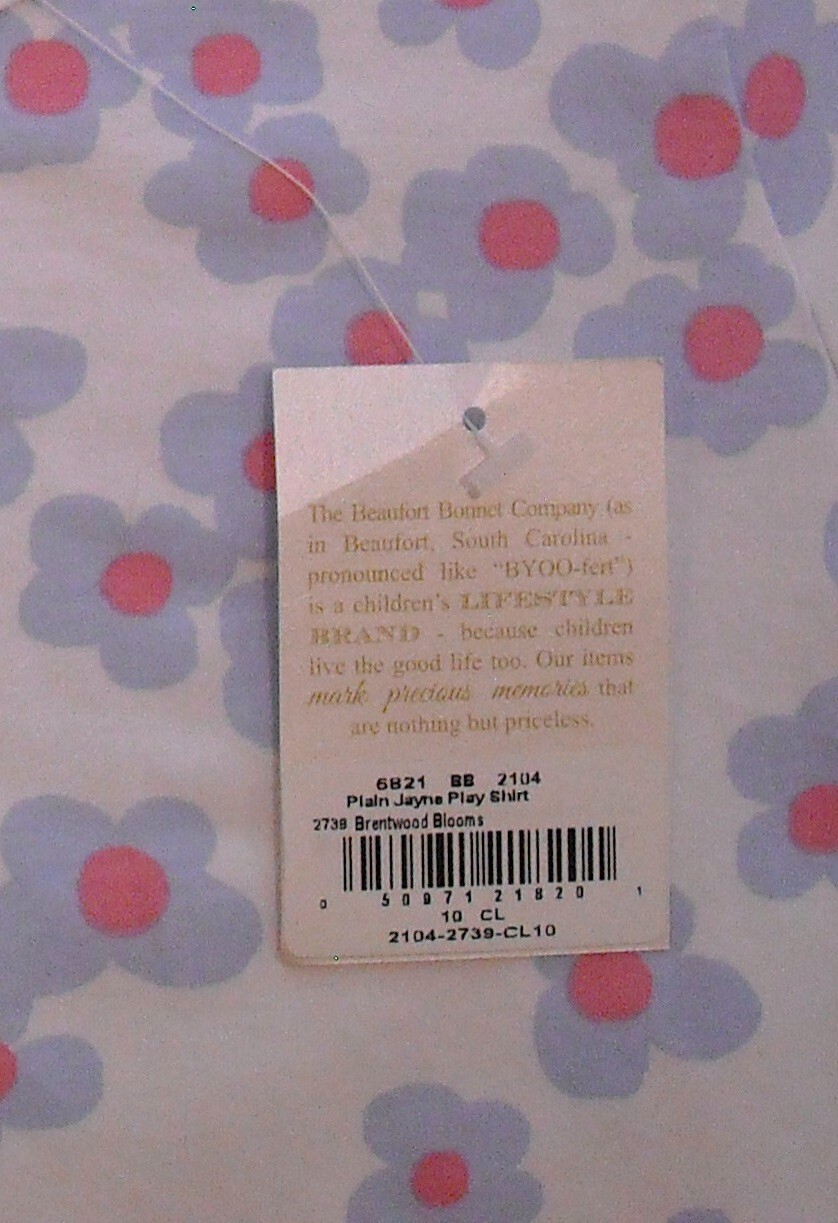 The Beaufort Bonnet Company (as
in Beaufort, South Carolina -
pronounced like "BYOO-fert")
is a children's LIFESTYLE
BRAND - because children
live the good life too. Our items
mark precious memories that
are nothing but priceless.
6821 BB 2104
Plain Jayne Play Shirt
2739 Brentwood Blooms
0 50971 21820 1
10 CL
2104-2739-CL10